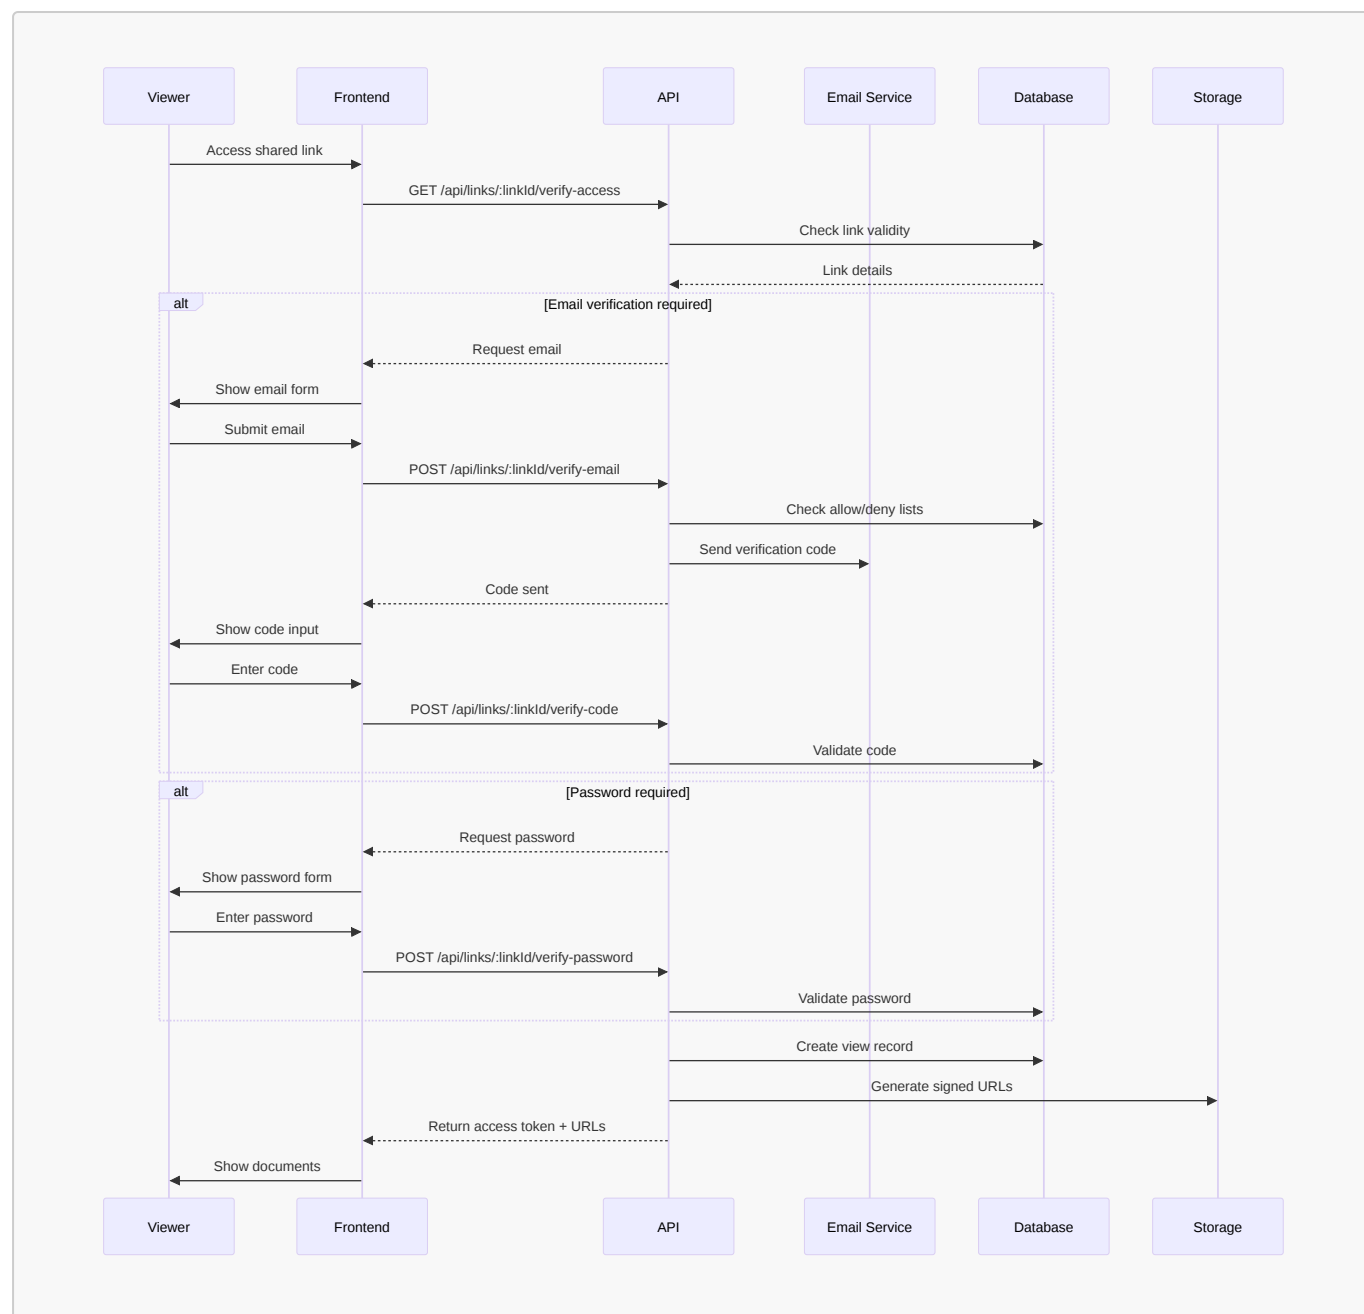 Viewer
Frontend
API
Email Service
Database
Storage
Access shared link
GET /api/links/:linkId/verify-access
Check link validity
Link details
alt
[Email verification required]
Request email
Show email form
Submit email
POST /api/links/:linkId/verify-email
Check allow/deny lists
Send verification code
Code sent
Show code input
Enter code
POST /api/links/:linkId/verify-code
Validate code
alt
[Password required]
Request password
Show password form
Enter password
POST /api/links/:linkId/verify-password
Validate password
Create view record
Generate signed URLs
Return access token + URLs
Show documents
Viewer
Frontend
API
Email Service
Database
Storage